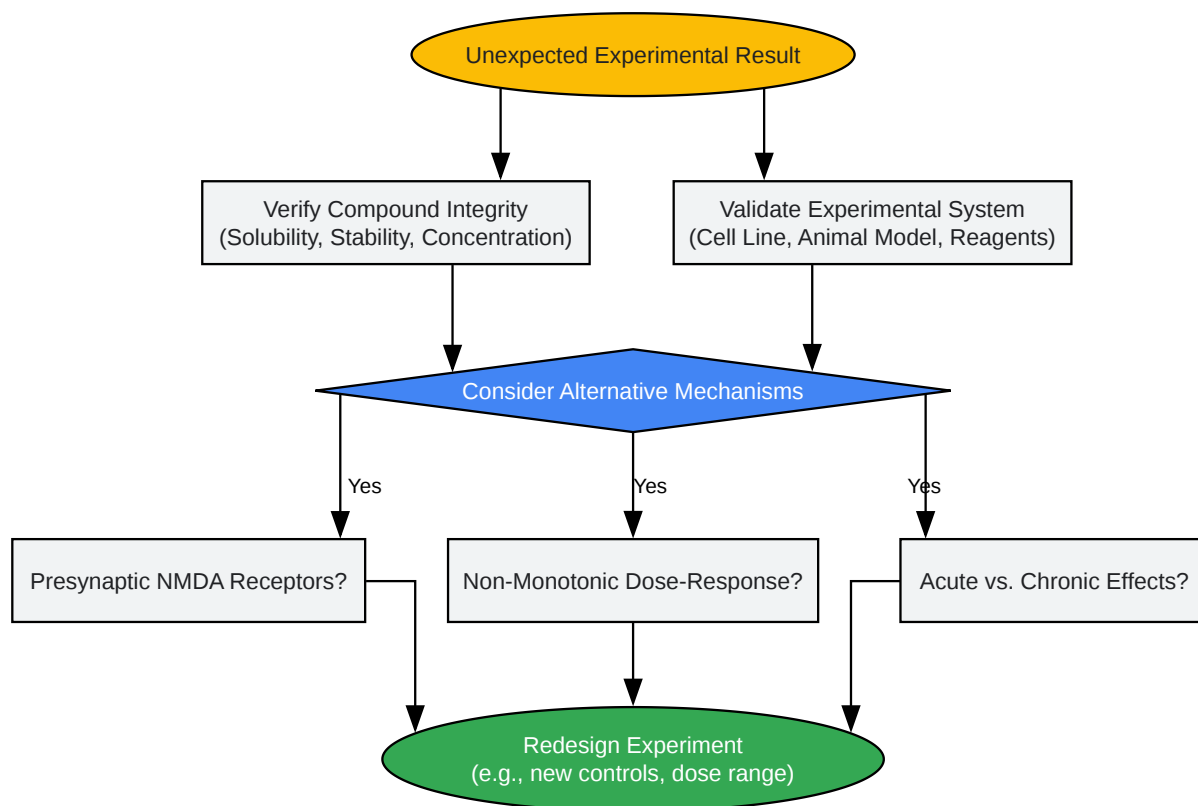 Unexpected Experimental Result
Verify Compound Integrity
(Solubility, Stability, Concentration)
Validate Experimental System
(Cell Line, Animal Model, Reagents)
Consider Alternative Mechanisms
Yes
Yes
Yes
Presynaptic NMDA Receptors?
Non-Monotonic Dose-Response?
Acute vs. Chronic Effects?
Redesign Experiment
(e.g., new controls, dose range)